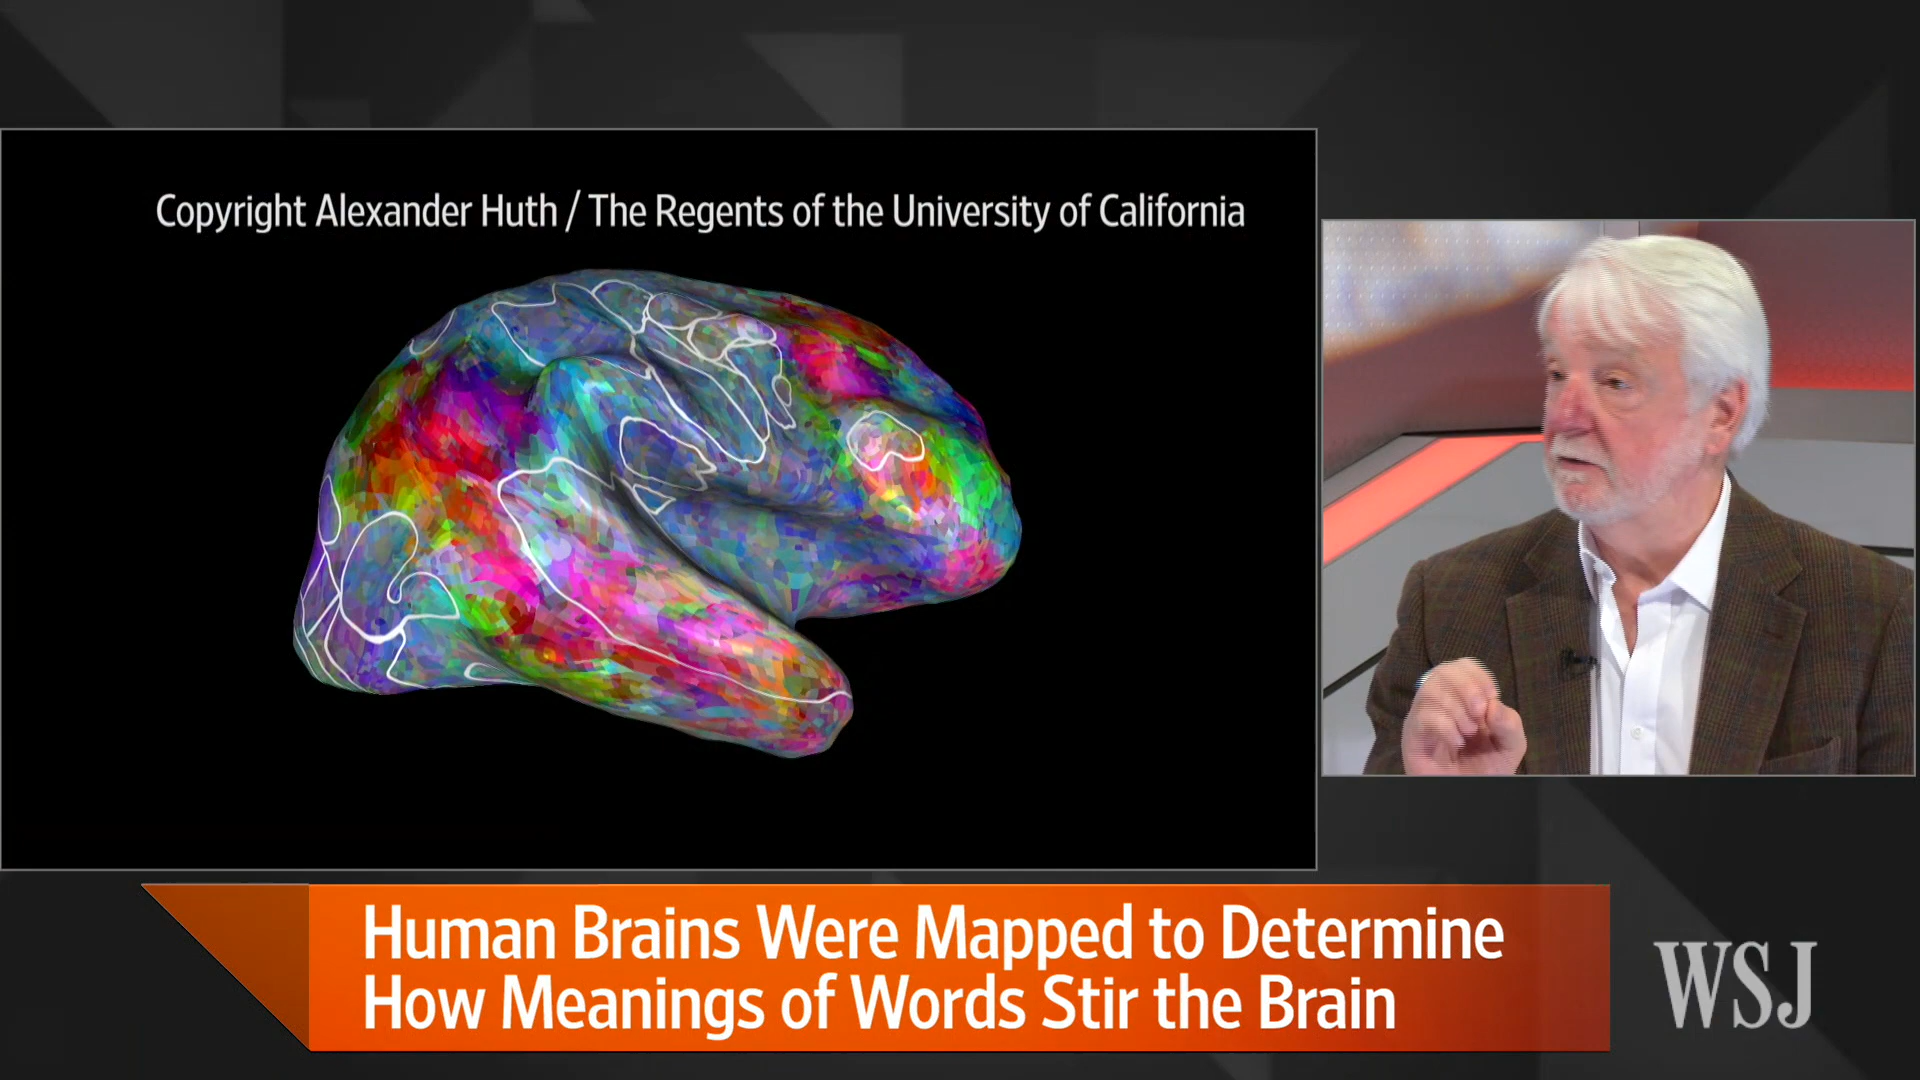 Copyright Alexander Huth / The Regents of the University of California
Human Brains Were Mapped to Determine
How Meanings of Words Stir the Brain
WSJ